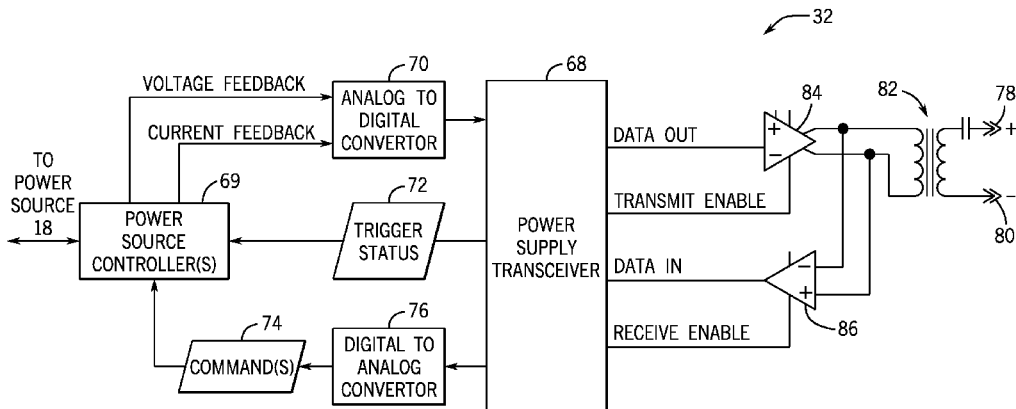 32
VOLTAGE FEEDBACK
70
ANALOG TO
DIGITAL
CONVERTOR
CURRENT FEEDBACK
TO
POWER
SOURCE
18
69
POWER
SOURCE
CONTROLLER(S)
72
TRIGGER
STATUS
74
COMMAND(S)
76
DIGITAL TO
ANALOG
CONVERTOR
68
POWER
SUPPLY
TRANSCEIVER
DATA OUT
TRANSMIT ENABLE
DATA IN
RECEIVE ENABLE
84
+
−
−
+
86
82
78
+
−
80